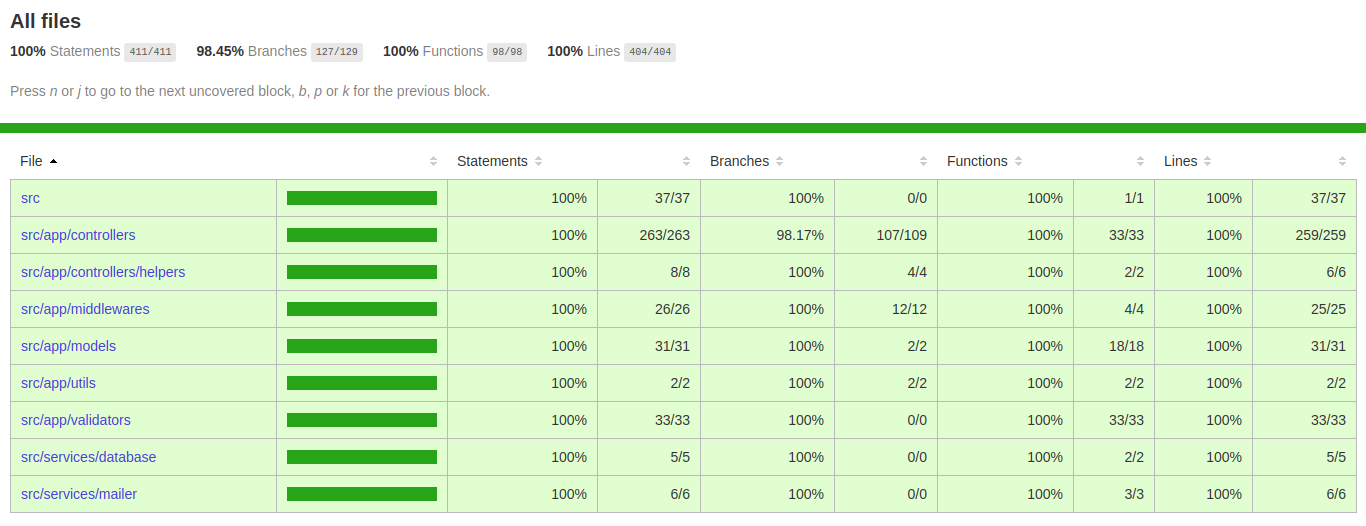 All files
100% Statements 411/411 98.45% Branches 127/129 100% Functions 98/98 100% Lines 404/404
Press n or j to go to the next uncovered block, b, p or k for the previous block.
File Statements Branches Functions Lines
src 100% 37/37 100% 0/0 100% 1/1 100% 37/37
src/app/controllers 100% 263/263 98.17% 107/109 100% 33/33 100% 259/259
src/app/controllers/helpers 100% 8/8 100% 4/4 100% 2/2 100% 6/6
src/app/middlewares 100% 26/26 100% 12/12 100% 4/4 100% 25/25
src/app/models 100% 31/31 100% 2/2 100% 18/18 100% 31/31
src/app/utils 100% 2/2 100% 2/2 100% 2/2 100% 2/2
src/app/validators 100% 33/33 100% 0/0 100% 33/33 100% 33/33
src/services/database 100% 5/5 100% 0/0 100% 2/2 100% 5/5
src/services/mailer 100% 6/6 100% 0/0 100% 3/3 100% 6/6